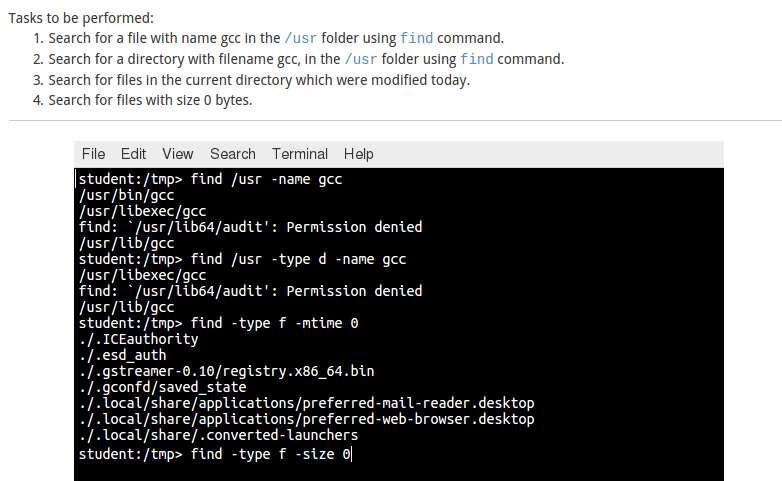 Tasks to be performed:
1. Search for a file with name gcc in the /usr folder using find command.
2. Search for a directory with filename gcc, in the /usr folder using find command.
3. Search for files in the current directory which were modified today.
4. Search for files with size 0 bytes.
File Edit View Search Terminal Help
student:/tmp> find /usr -name gcc
/usr/bin/gcc
/usr/libexec/gcc
find: `/usr/lib64/audit': Permission denied
/usr/lib/gcc
student:/tmp> find /usr -type d -name gcc
/usr/libexec/gcc
find: `/usr/lib64/audit': Permission denied
/usr/lib/gcc
student:/tmp> find -type f -mtime 0
./.ICEauthority
./.esd_auth
./.gstreamer-0.10/registry.x86_64.bin
./.gconfd/saved_state
./.local/share/applications/preferred-mail-reader.desktop
./.local/share/applications/preferred-web-browser.desktop
./.local/share/.converted-launchers
student:/tmp> find -type f -size 0